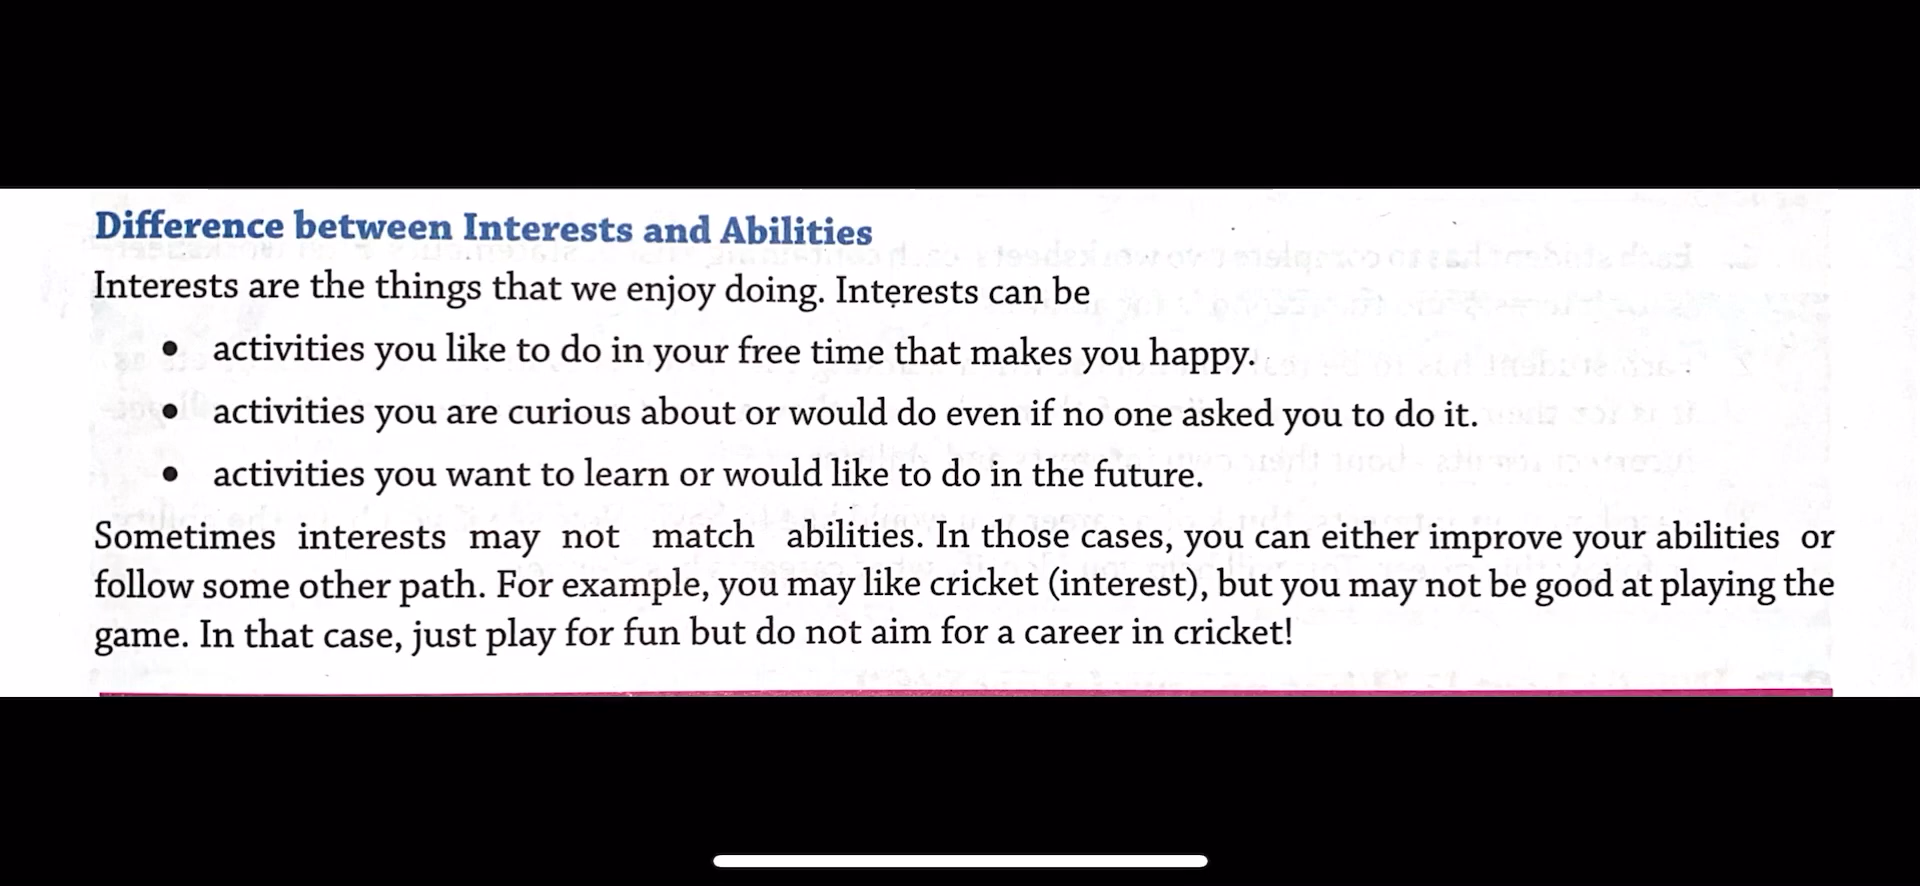 Difference between Interests and Abilities
Interests are the things that we enjoy doing. Interests can be
• activities you like to do in your free time that makes you happy.
• activities you are curious about or would do even if no one asked you to do it.
• activities you want to learn or would like to do in the future.
Sometimes interests may not match abilities. In those cases, you can either improve your abilities or
follow some other path. For example, you may like cricket (interest), but you may not be good at playing the
game. In that case, just play for fun but do not aim for a career in cricket!